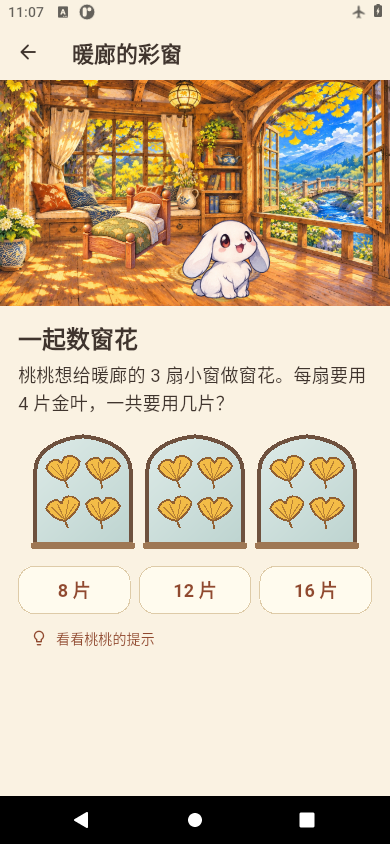 11:07
暖廊的彩窗
一起数窗花
桃桃想给暖廊的 3 扇小窗做窗花。每扇要用
4 片金叶，一共要用几片？
8 片
12 片
16 片
看看桃桃的提示